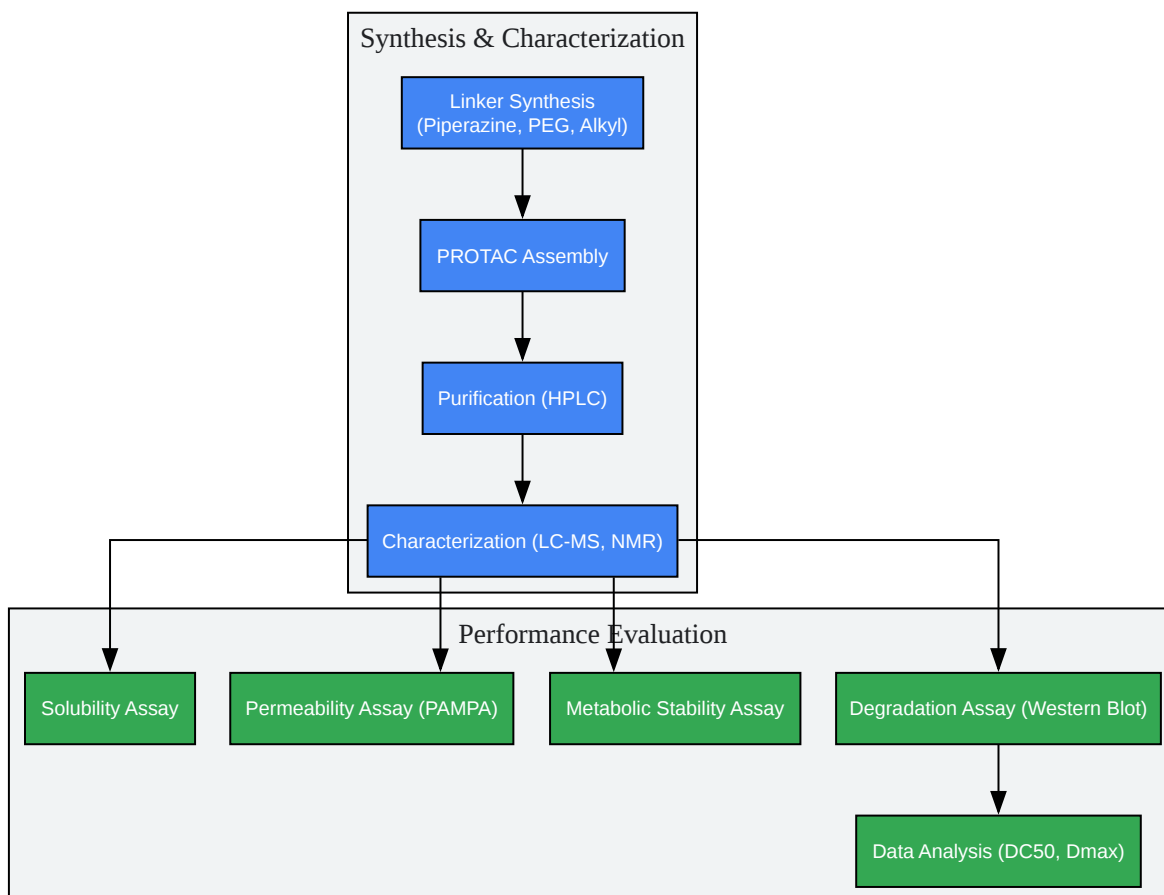 Synthesis & Characterization
Linker Synthesis
(Piperazine, PEG, Alkyl)
PROTAC Assembly
Purification (HPLC)
Characterization (LC-MS, NMR)
Performance Evaluation
Solubility Assay
Permeability Assay (PAMPA)
Metabolic Stability Assay
Degradation Assay (Western Blot)
Data Analysis (DC50, Dmax)